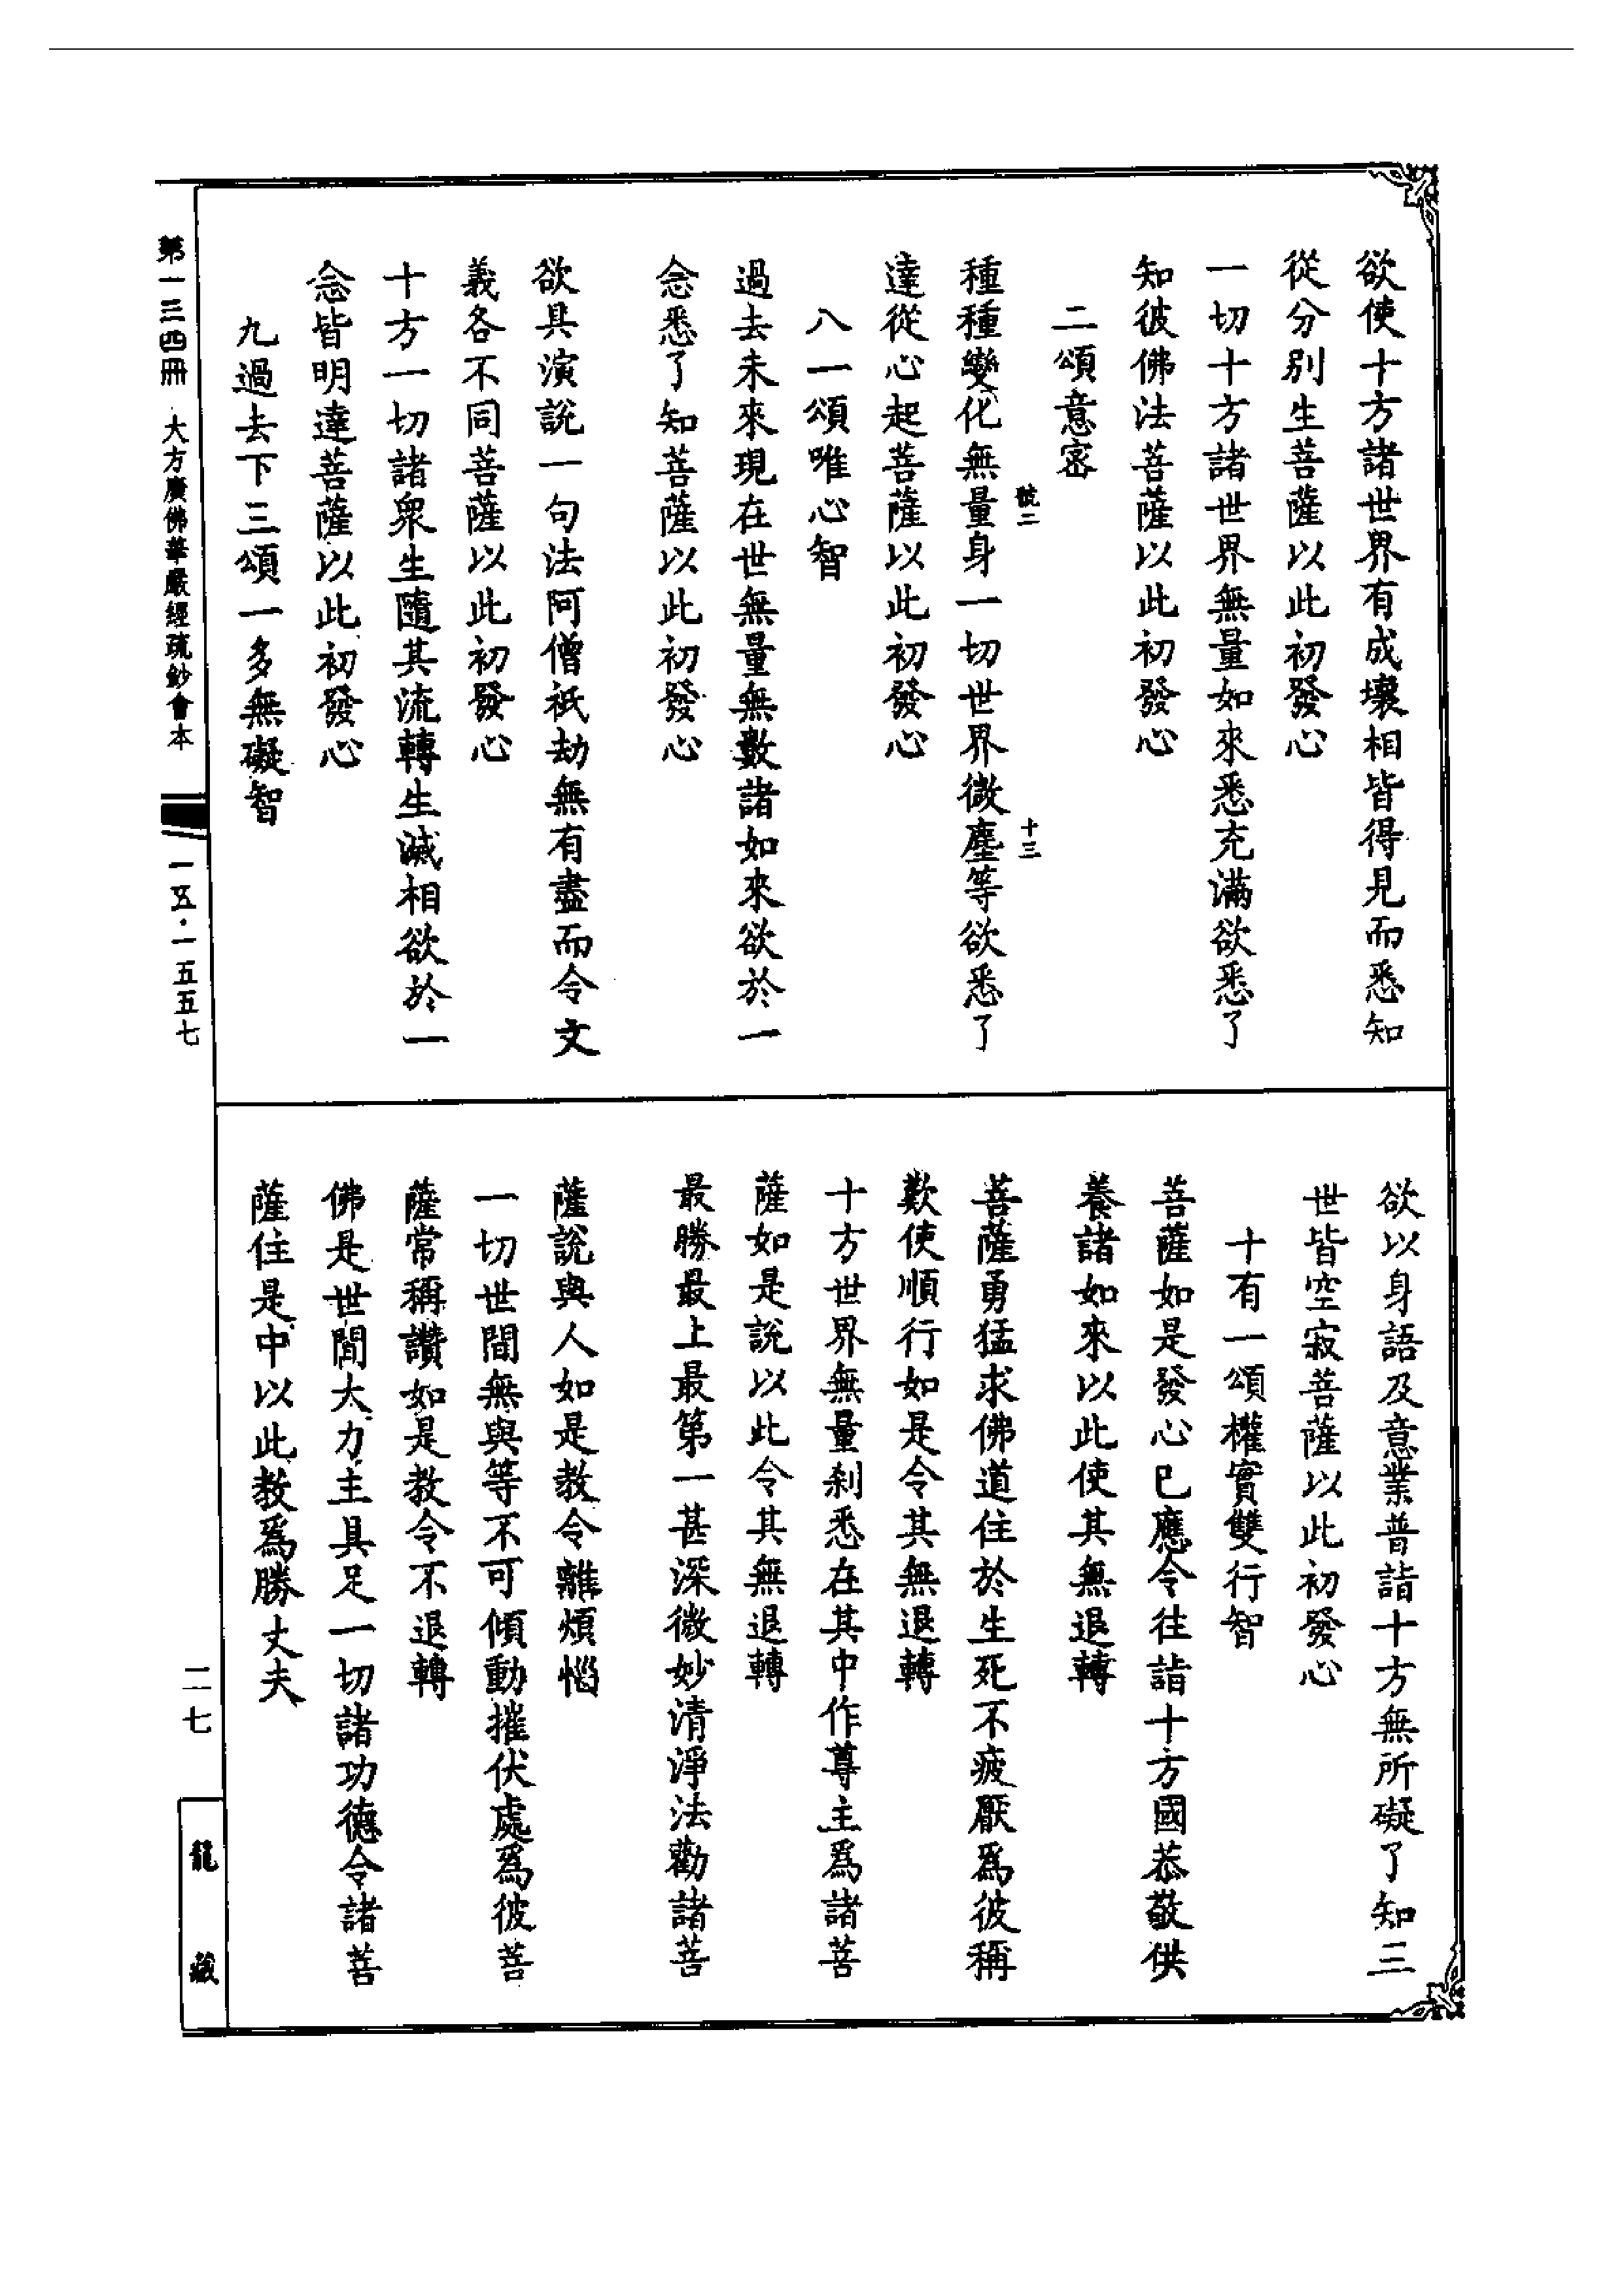 欲使十方諸世界有成壞相皆得見而悉知
從分別生菩薩以此初發心
一切十方諸世界無量如來悉充滿欲悉了
知彼佛法菩薩以此初發心
二頌意密
號二
十三
種種變化無量身一切世界微塵等欲悉了
達從心起菩薩以此初發心
八一頌唯心智
過去未來現在世無量無數諸如來欲於一
念悉了知菩薩以此初發心
欲具演說一句法阿僧祇劫無有盡而令文
義各不同菩薩以此初發心
十方一切諸衆生隨其流轉生滅相欲於一
念皆明達菩薩以此初發心
九過去下三頌一多無礙智
欲以身語及意業普詣十方無所礙了知三
世皆空寂菩薩以此初發心
十有一頌權實雙行智
菩薩如是發心已應令往詣十方國恭敬供
養諸如來以此使其無退轉
菩薩勇猛求佛道住於生死不疲厭爲彼稱
歎使順行如是令其無退轉
十方世界無量刹悉在其中作尊主爲諸菩
薩如是說以此令其無退轉
最勝最上最第一甚深微妙清淨法勸諸菩
薩說與人如是教令離煩惱
一切世間無與等不可傾動摧伏處爲彼菩
薩常稱讚如是教令不退轉
佛是世間大力主具足一切諸功德令諸菩
薩住是中以此教爲勝丈夫
第一三四冊 大方廣佛華嚴經疏鈔會本
一五·一五五七
二七
龍藏